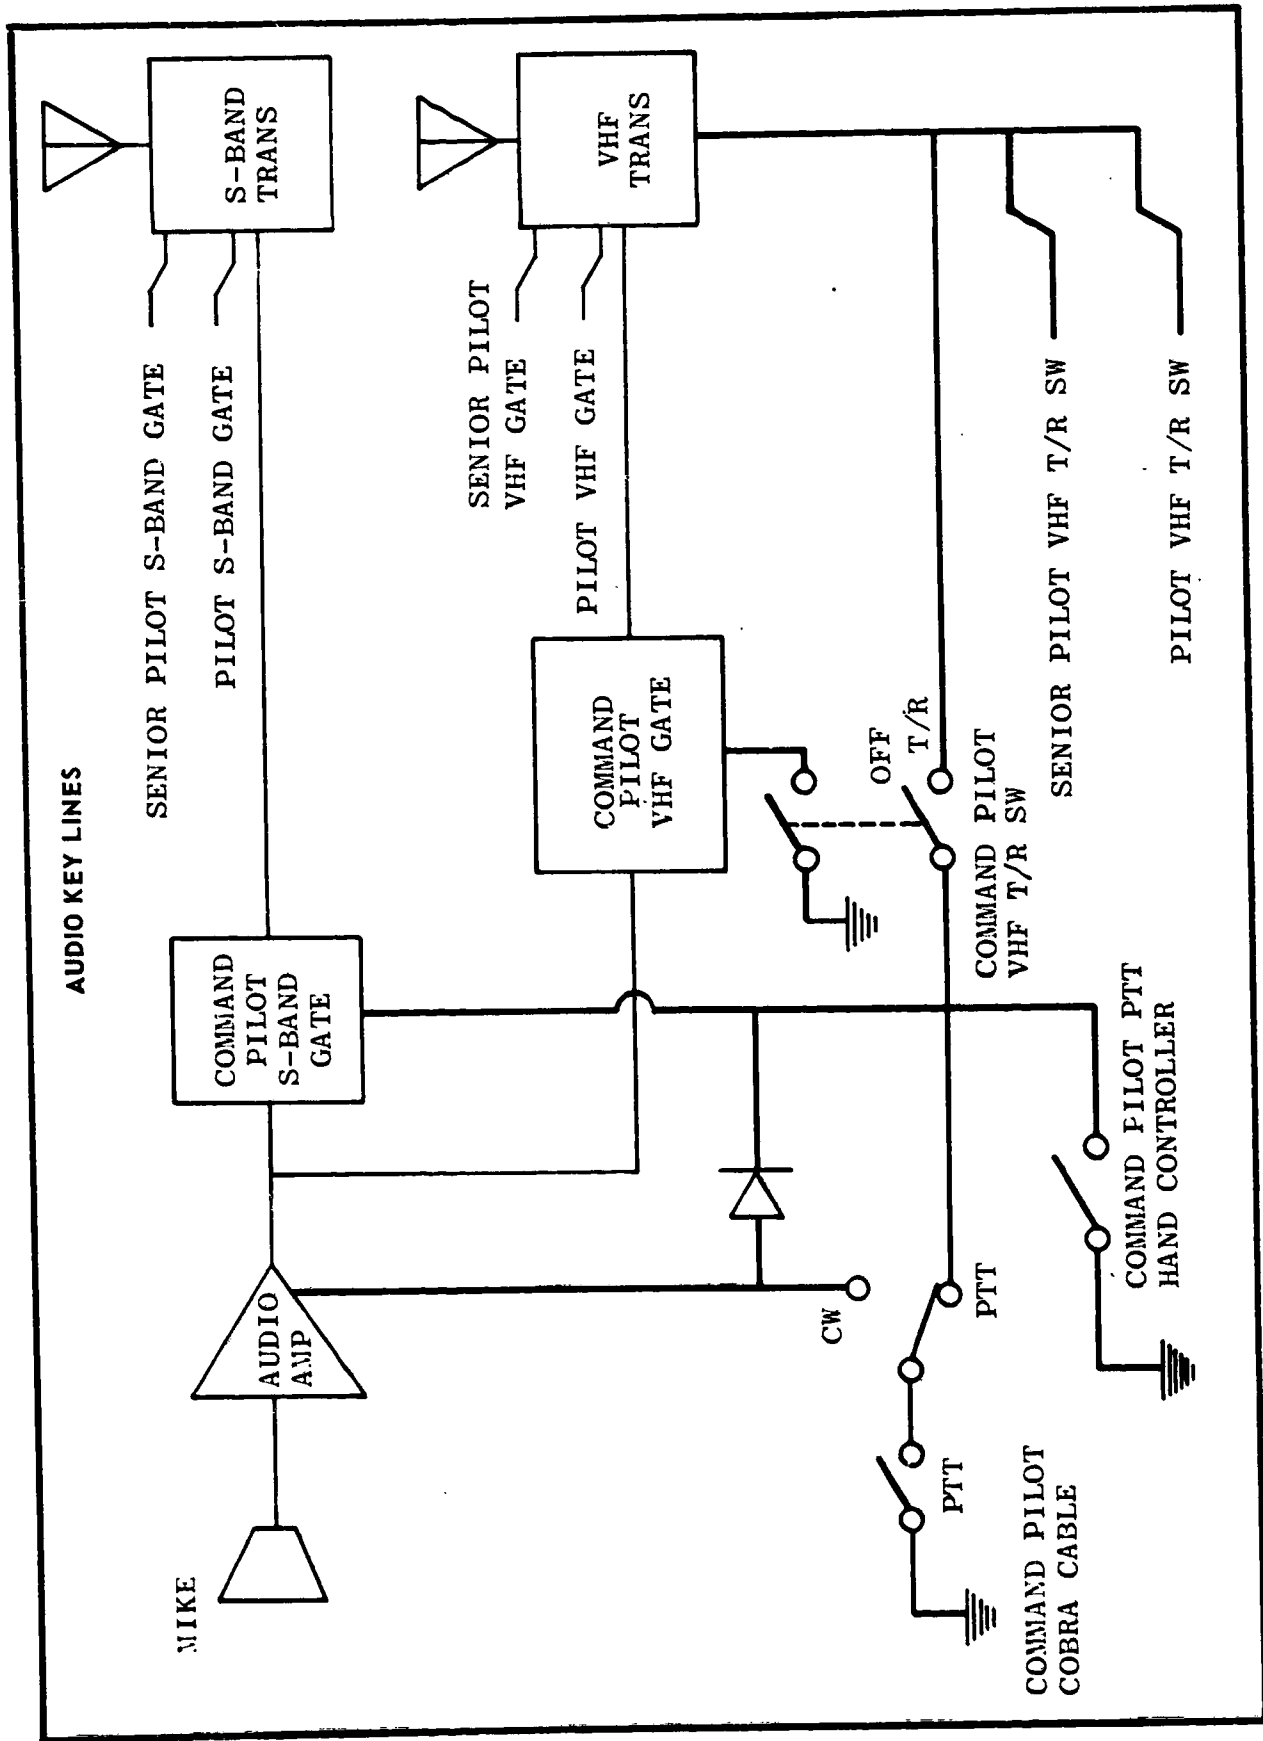 AUDIO KEY LINES
SENIOR PILOT S-BAND GATE
PILOT S-BAND GATE
S-BAND
TRANS
COMMAND
PILOT
S-BAND
GATE
MIKE
AUDIO
AMP
SENIOR PILOT
VHF GATE
PILOT VHF GATE
VHF
TRANS
COMMAND
PILOT
VHF GATE
CW
OFF
T/R
COMMAND PILOT
VHF T/R SW
PTT
PTT
COMMAND PILOT
COBRA CABLE
COMMAND PILOT PTT
HAND CONTROLLER
SENIOR PILOT VHF T/R SW
PILOT VHF T/R SW